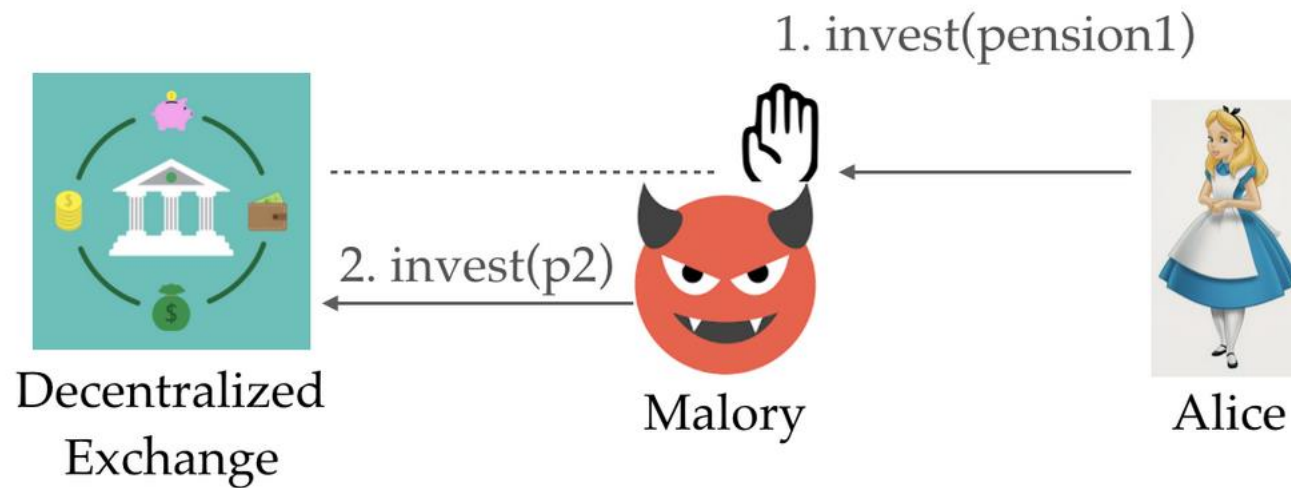 1. invest(pension1)
2. invest(p2)
Decentralized
Exchange
Malory
Alice